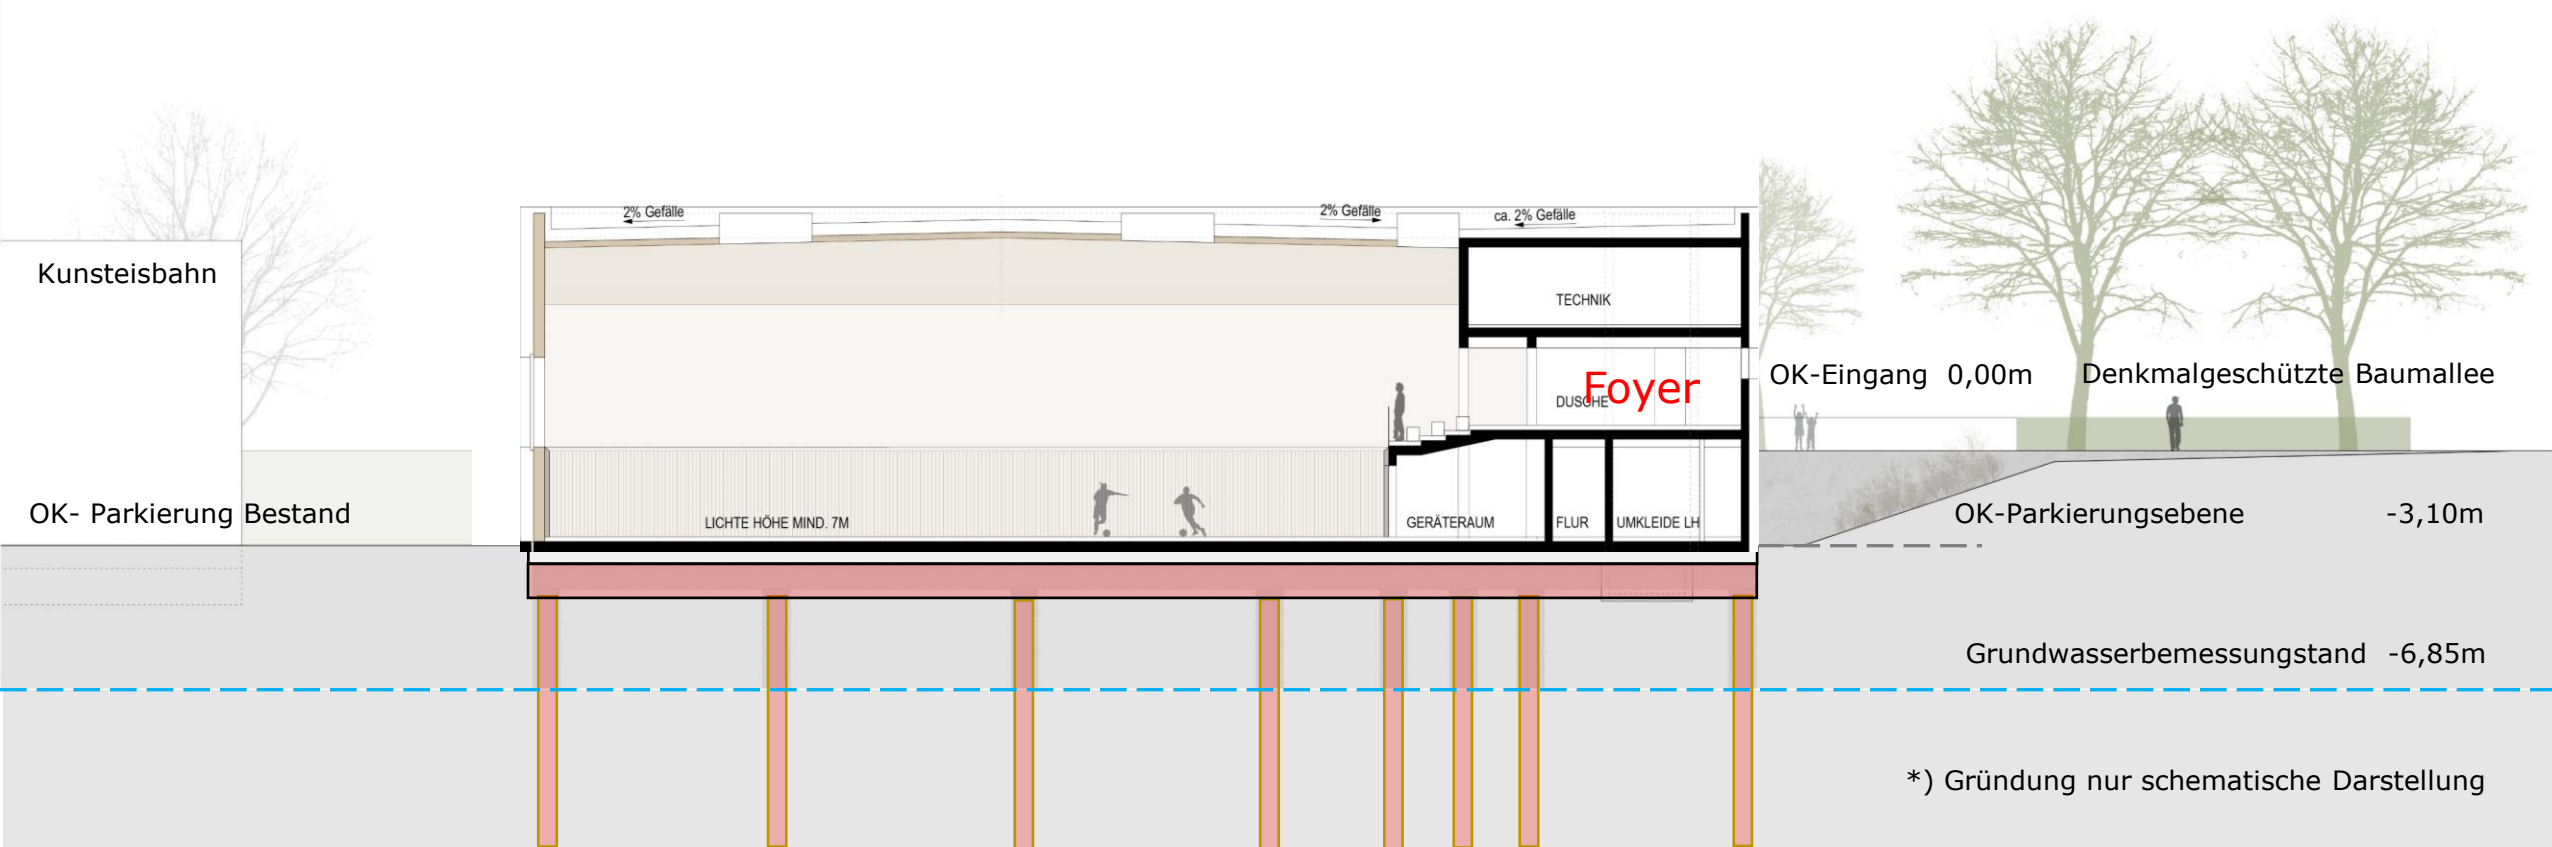 2% Gefälle
2% Gefälle
ca. 2% Gefälle
Kunsteisbahn
TECHNIK
OK-Eingang 0,00m
Denkmalgeschützte Baumallee
Foyer
DUSCHE
OK- Parkierung Bestand
LICHTE HÖHE MIND. 7M
GERÄTERAUM
FLUR
UMKLEIDE LH
OK-Parkierungsebene -3,10m
Grundwasserbemessungstand -6,85m
*) Gründung nur schematische Darstellung